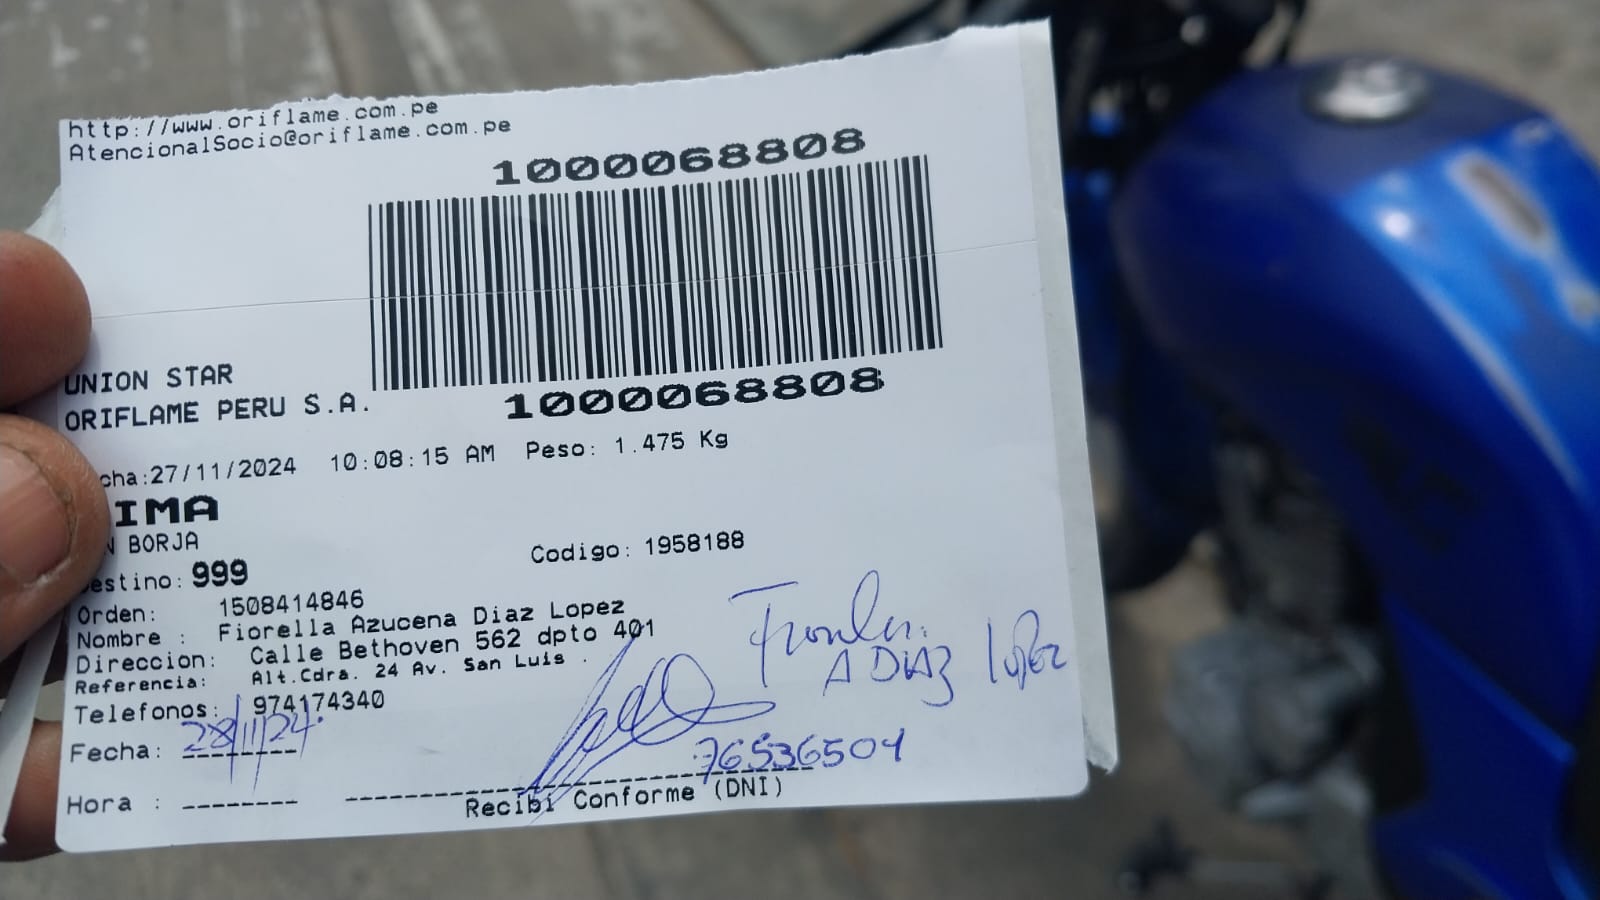 http://www.oriflame.com.pe
AtencionalSocio@oriflame.com.pe
1000068808
1000068808
UNION STAR
ORIFLAME PERU S.A.
cha:27/11/2024 10:08:15 AM Peso: 1.475 Kg
IMA
N BORJA
Codigo: 1958188
estino: 999
Orden: 1508414846
Nombre : Fiorella Azucena Diaz Lopez
Direccion: Calle Bethoven 562 dpto 401
Referencia: Alt.Cdra. 24 Av. San Luis .
Telefonos: 974174340
A DIAZ LOPEZ
Fecha: 28/11/24.
76536504
Hora :
Recibi Conforme (DNI)